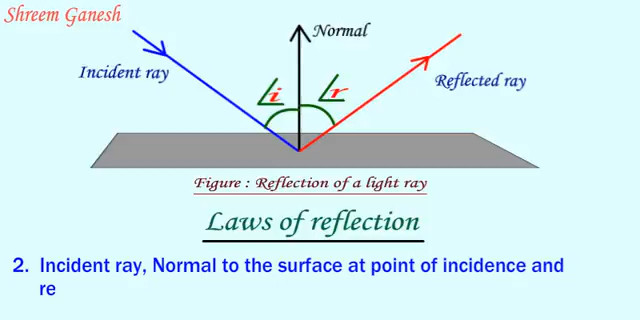 Shreem Ganesh
Normal
Incident ray
∠i
∠r
Reflected ray
Figure : Reflection of a light ray
Laws of reflection
2. Incident ray, Normal to the surface at point of incidence and
re